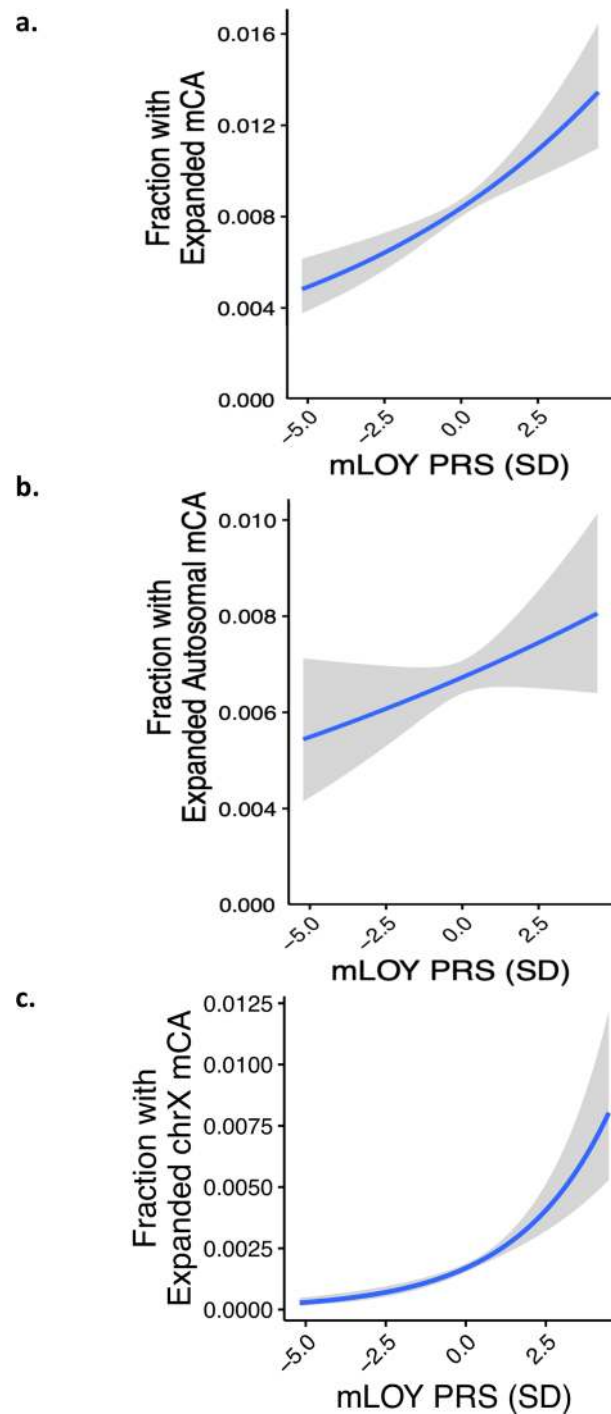 a.
Fraction with
Expanded mCA
0.016
0.012
0.008
0.004
0.000
−5.0
−2.5
0.0
2.5
mLOY PRS (SD)
b.
Fraction with
Expanded Autosomal mCA
0.010
0.008
0.006
0.004
0.000
−5.0
−2.5
0.0
2.5
mLOY PRS (SD)
c.
Fraction with
Expanded chrX mCA
0.0125
0.0100
0.0075
0.0050
0.0025
0.0000
−5.0
−2.5
0.0
2.5
mLOY PRS (SD)